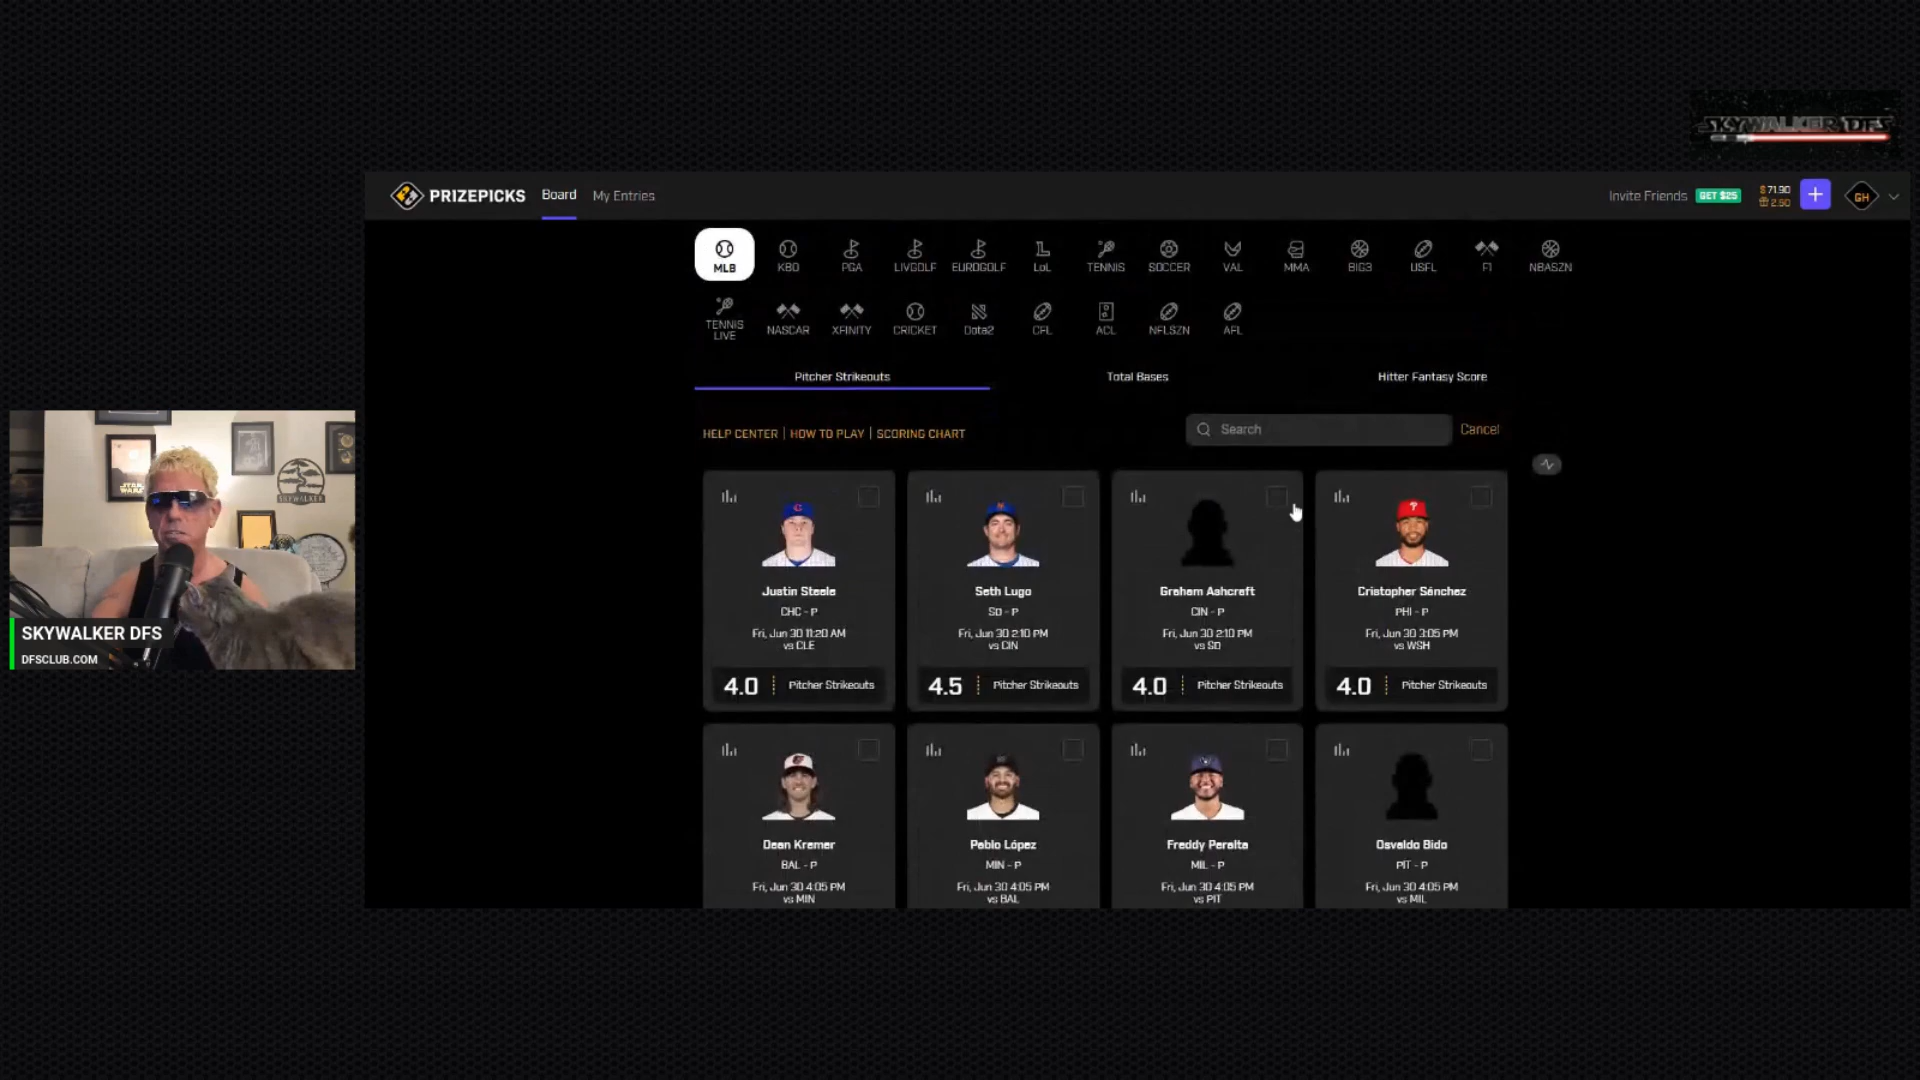 SKYWALKER DFS
PRIZEPICKS
Board
My Entries
Invite Friends
GET $25
$71.90
2.50
GH
MLB
KBO
PGA
LIVGOLF
EUROGOLF
LoL
TENNIS
SOCCER
VAL
MMA
BIG3
USFL
F1
NBASZN
TENNIS
LIVE
NASCAR
XFINITY
CRICKET
Dota2
CFL
ACL
NFLSZN
AFL
Pitcher Strikeouts
Total Bases
Hitter Fantasy Score
HELP CENTER | HOW TO PLAY | SCORING CHART
Search
Cancel
Justin Steele
CHC - P
Fri, Jun 30 11:20 AM
vs CLE
4.0 Pitcher Strikeouts
Seth Lugo
SD - P
Fri, Jun 30 2:10 PM
vs CIN
4.5 Pitcher Strikeouts
Graham Ashcraft
CIN - P
Fri, Jun 30 2:10 PM
vs SD
4.0 Pitcher Strikeouts
Cristopher Sánchez
PHI - P
Fri, Jun 30 3:05 PM
vs WSH
4.0 Pitcher Strikeouts
Dean Kremer
BAL - P
Fri, Jun 30 4:05 PM
vs MIN
Pablo López
MIN - P
Fri, Jun 30 4:05 PM
vs BAL
Freddy Peralta
MIL - P
Fri, Jun 30 4:05 PM
vs PIT
Osvaldo Bido
PIT - P
Fri, Jun 30 4:05 PM
vs MIL
STAR
WARS
SKYWALKER
SKYWALKER DFS
DFSCLUB.COM